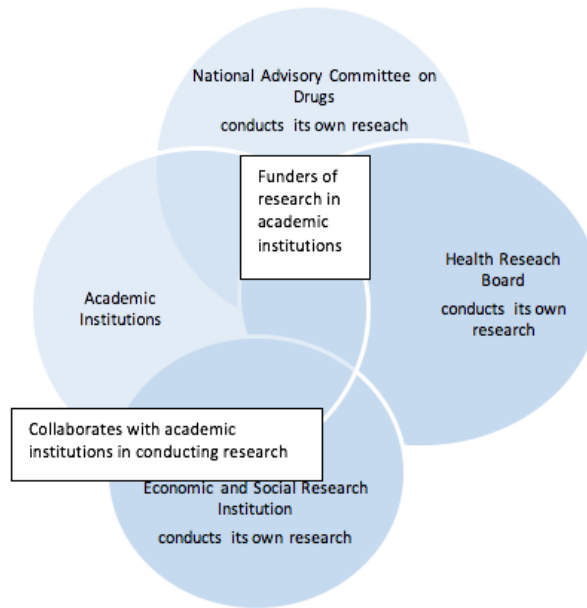 National Advisory Committee on
Drugs
conducts its own reseach
Funders of
research in
academic
institutions
Health Reseach
Board
conducts its own
research
Academic
Institutions
Collaborates with academic
institutions in conducting research
Economic and Social Research
Institution
conducts its own research